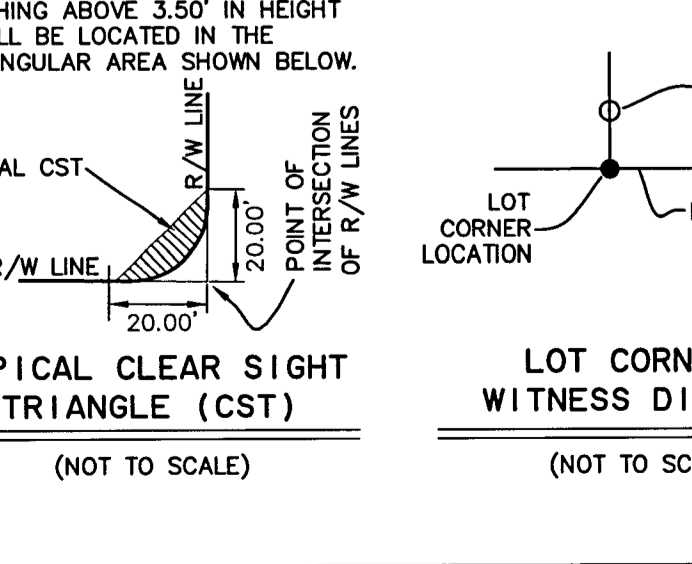 HING ABOVE 3.50' IN HEIGHT
LL BE LOCATED IN THE
NGULAR AREA SHOWN BELOW.
R/W LINE
AL CST
POINT OF
INTERSECTION
OF R/W LINES
20.00'
R/W LINE
20.00'
PICAL CLEAR SIGHT
TRIANGLE (CST)
(NOT TO SCALE)
LOT
CORNER
LOCATION
LOT CORN
WITNESS DI
(NOT TO SC